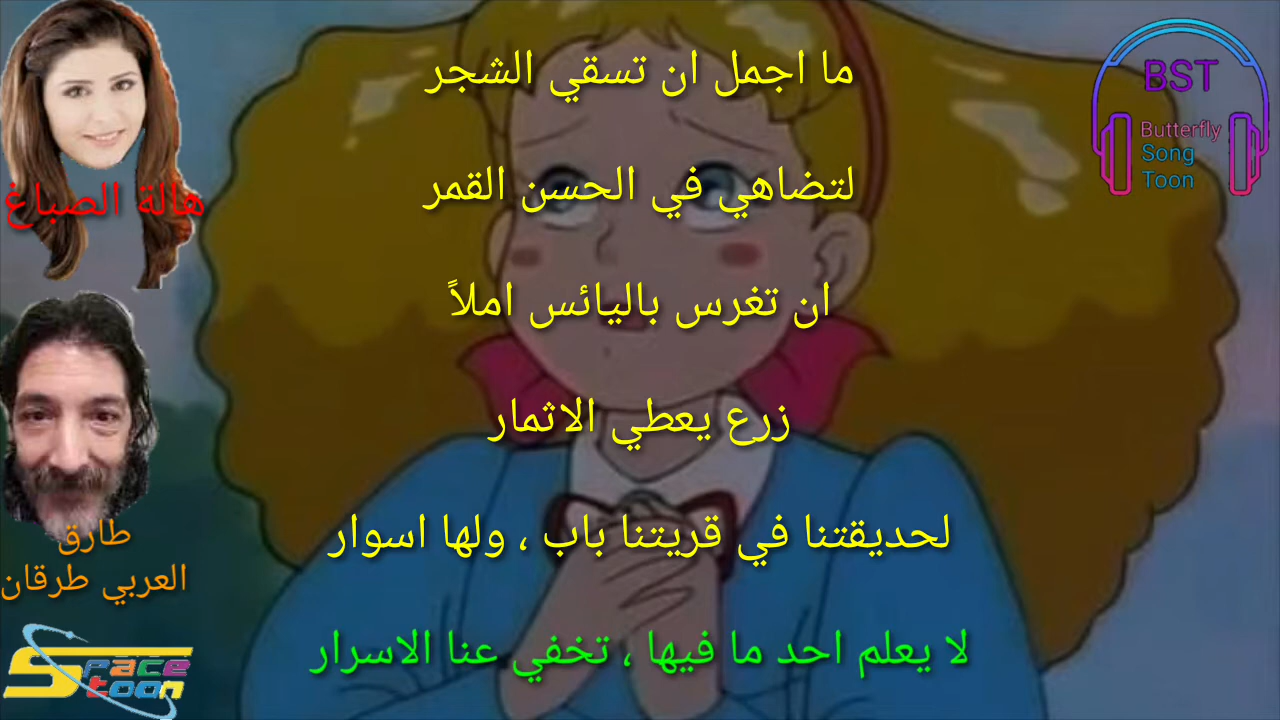 ما اجمل ان تسقي الشجر
لتضاهي في الحسن القمر
ان تغرس باليائس املاً
زرع يعطي الاثمار
لحديقتنا في قريتنا باب ، ولها اسوار
لا يعلم احد ما فيها ، تخفي عنا الاسرار
هالة الصباغ
طارق
العربي طرقان
Space
toon
BST
Butterfly
Song
Toon